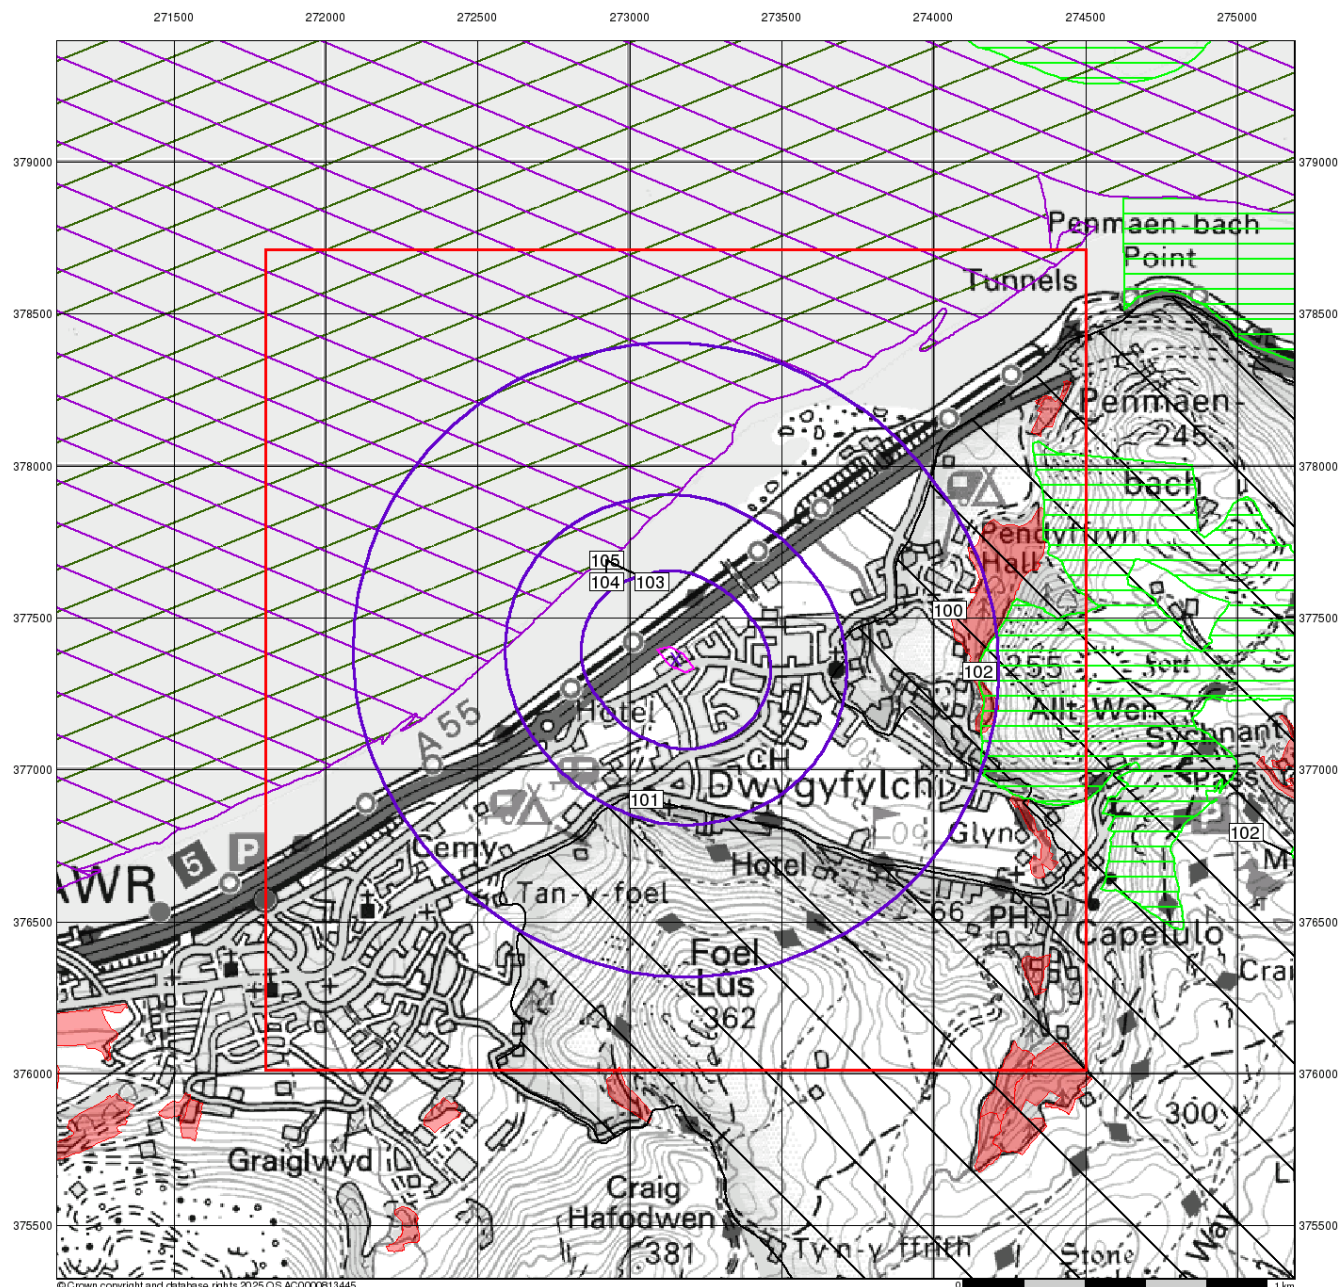 271500 272000 272500 273000 273500 274000 274500 275000
379000 379000
Penmaen-bach
Point
Tunnels
378500 378500
Penmaen-
245
378000 378000
bach
Pendyffryn
Hall
105
104 103
377500 377500
100
102
255
fort
Allt-Wen
Hotel
A 55
Sychnant
CH
377000 377000
Pass
Dwygyfylchi
101
Glyn
102
5 P
P
Cemy
Hotel
M
AWR
Tan-y-foel
66
PH
376500 376500
Capelulo
Foel
Lus
362
Crai
376000 376000
300
Graiglwyd
Craig
Hafodwen
381
375500 375500
Way
Ty'n-y-ffrith
Stone
© Crown copyright and database rights 2025 OS AC0000813445
0 1 km